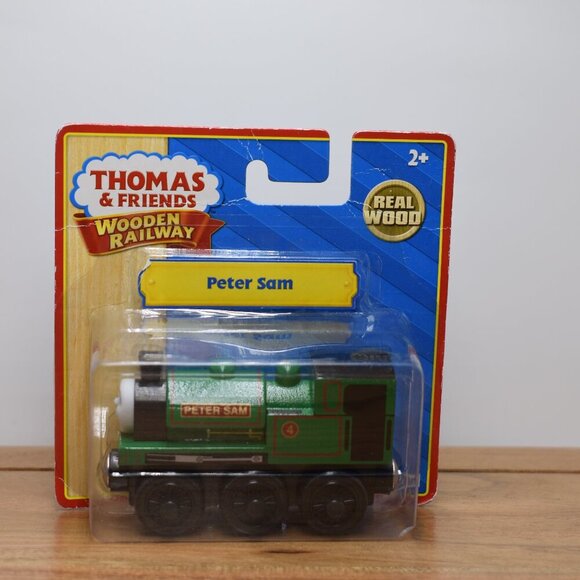 THOMAS
& FRIENDS
WOODEN
RAILWAY
2+
REAL
WOOD
Peter Sam
PETER SAM
4